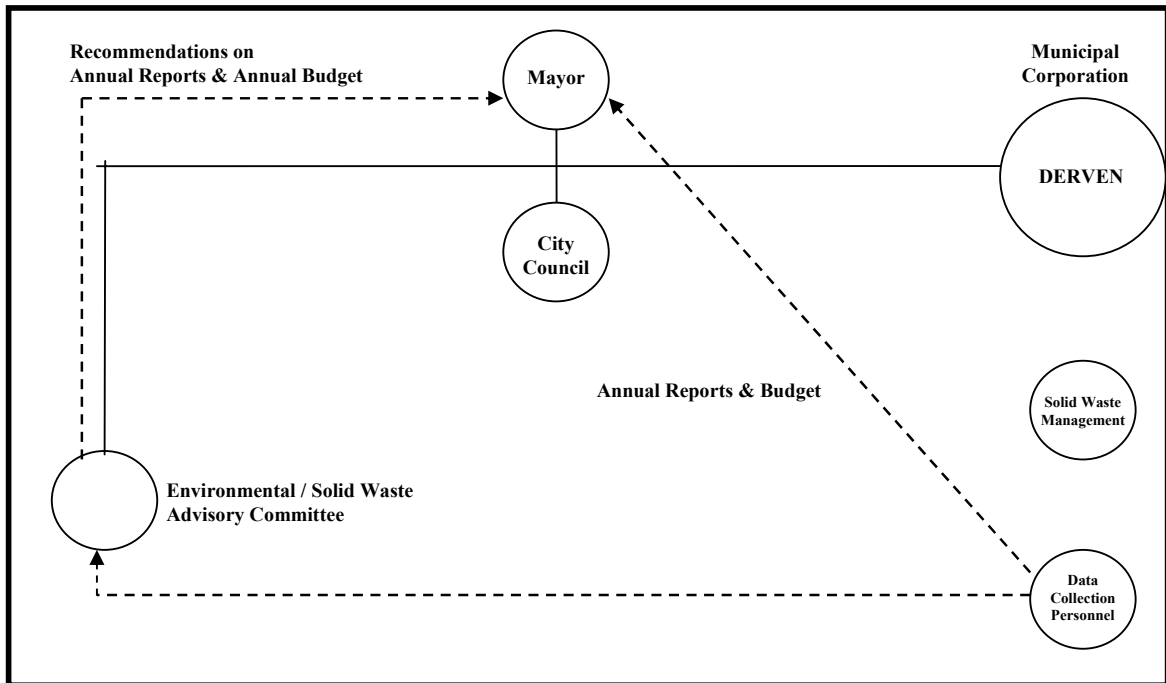 Recommendations on
Annual Reports & Annual Budget
Mayor
Municipal
Corporation
DERVEN
City
Council
Annual Reports & Budget
Solid Waste
Management
Environmental / Solid Waste
Advisory Committee
Data
Collection
Personnel